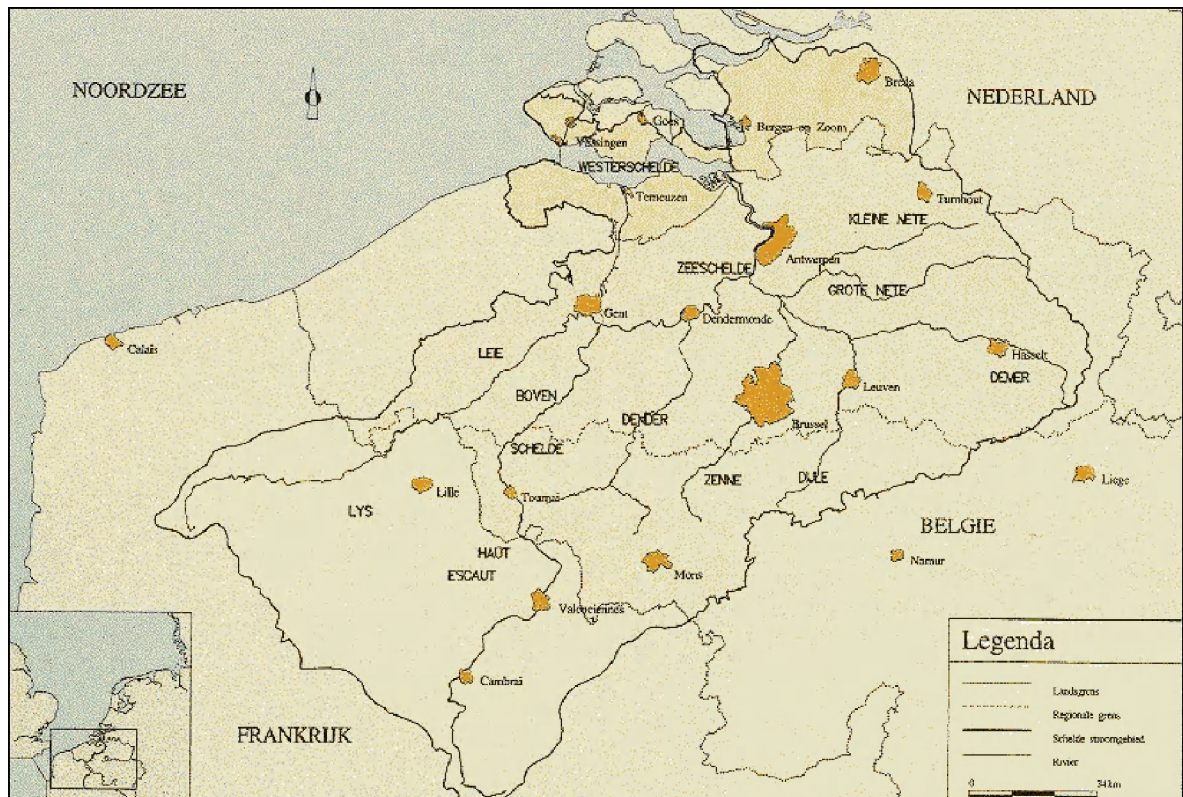 NOORDZEE
NEDERLAND
Breda
Goes
Bergen op Zoom
Vlissingen
WESTERSCHELDE
Terneuzen
Turnhout
KLEINE NETE
Antwerpen
ZEESCHELDE
GROTE NETE
Gent
Dendermonde
Calais
LEIE
Hasselt
DEMER
Leuven
BOVEN
DENDER
Brussel
SCHELDE
ZENNE
DIJLE
Liege
Lille
Tournai
LYS
BELGIE
HAUT
ESCAUT
Mons
Namur
Valenciennes
Cambrai
FRANKRIJK
Legenda
Landsgrens
Regionale grens
Schelde stroomgebied
Rivier
0 34 km